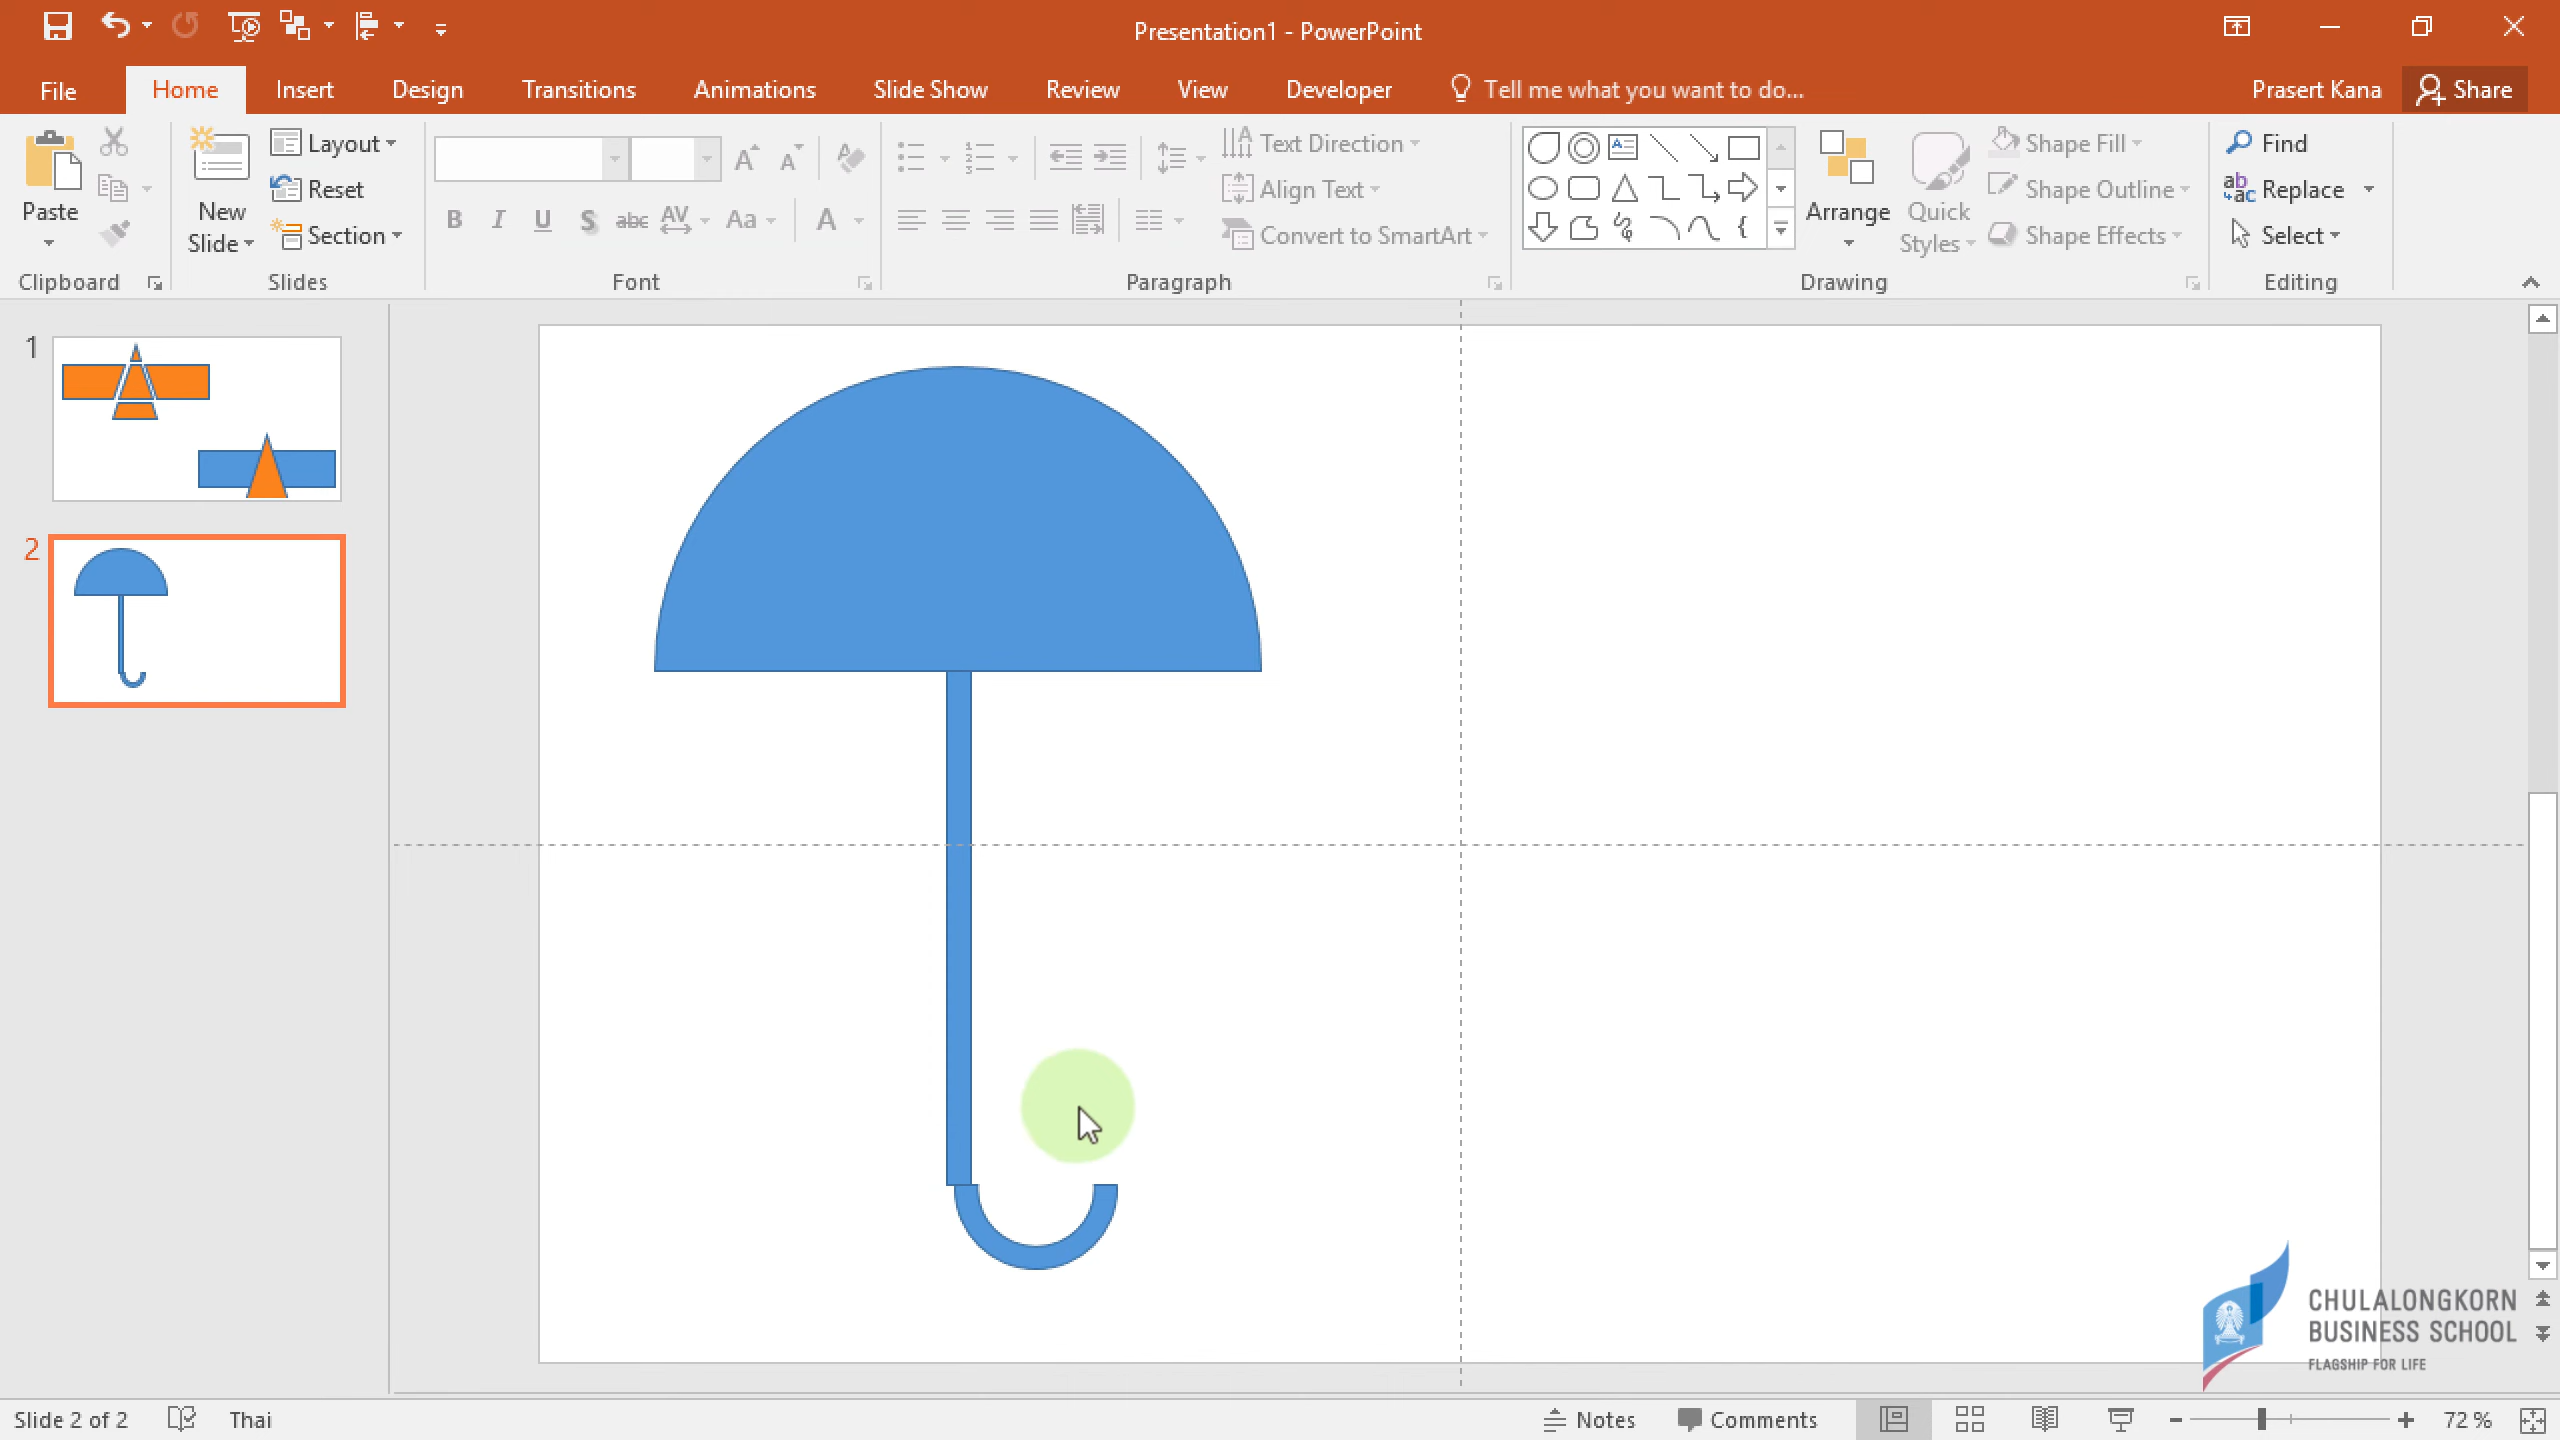 Presentation1 - PowerPoint
File Home Insert Design Transitions Animations Slide Show Review View Developer Tell me what you want to do... Prasert Kana Share
Paste
Clipboard
New
Slide
Layout
Reset
Section
Slides
B I U S abc AV Aa A
Font
Text Direction
Align Text
Convert to SmartArt
Paragraph
Arrange
Quick
Styles
Shape Fill
Shape Outline
Shape Effects
Drawing
Find
Replace
Select
Editing
1
2
CHULALONGKORN
BUSINESS SCHOOL
FLAGSHIP FOR LIFE
Slide 2 of 2 Thai Notes Comments 72 %